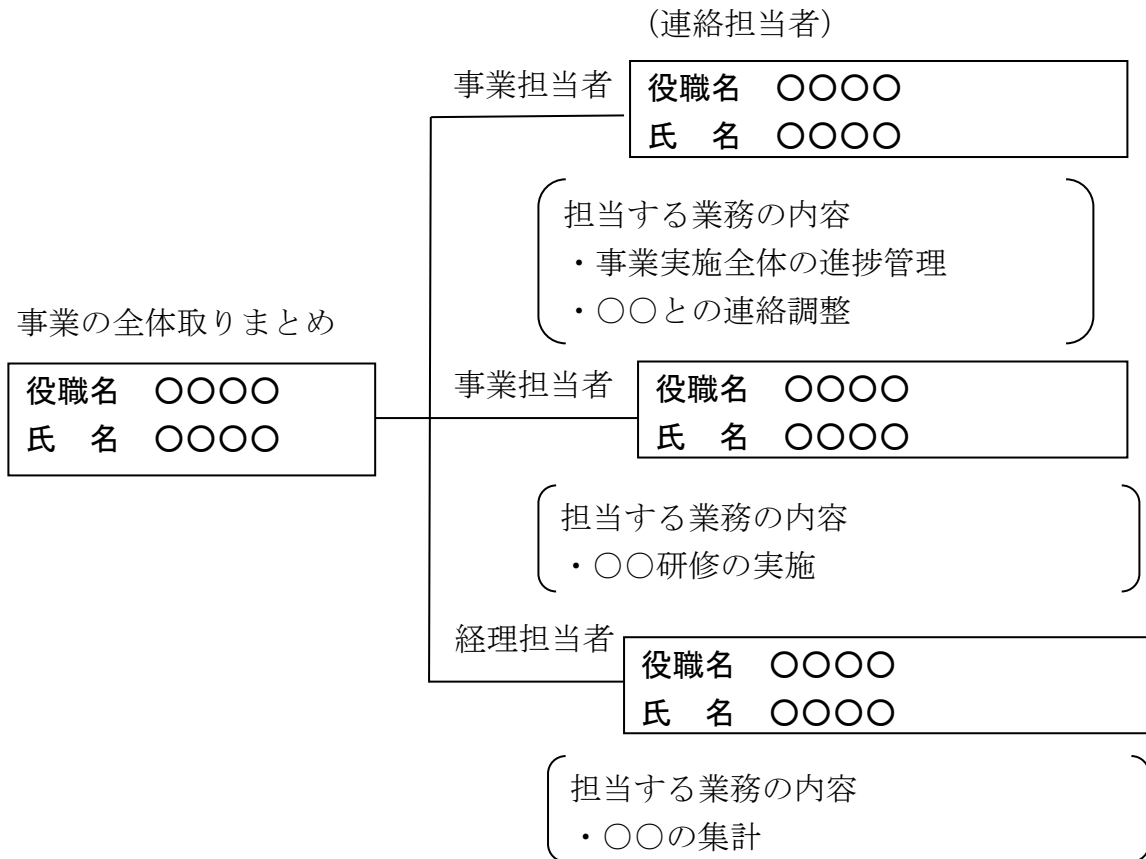 （連絡担当者）
事業担当者
役職名　〇〇〇〇
氏　名　〇〇〇〇
担当する業務の内容
・事業実施全体の進捗管理
・〇〇との連絡調整
事業の全体取りまとめ
役職名　〇〇〇〇
氏　名　〇〇〇〇
事業担当者
役職名　〇〇〇〇
氏　名　〇〇〇〇
担当する業務の内容
・〇〇研修の実施
経理担当者
役職名　〇〇〇〇
氏　名　〇〇〇〇
担当する業務の内容
・〇〇の集計